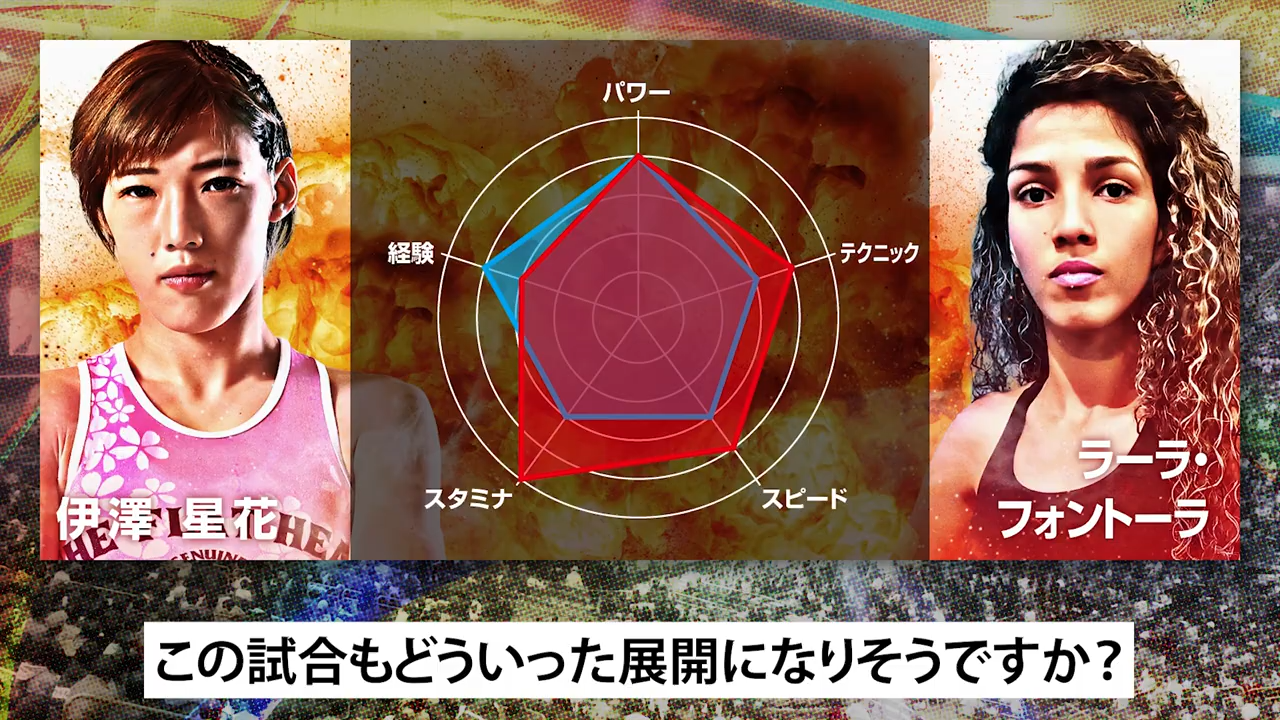 パワー
経験
テクニック
スタミナ
スピード
伊澤 星花
GENUINE
ラーラ・
フォントーラ
この試合もどういった展開になりそうですか?